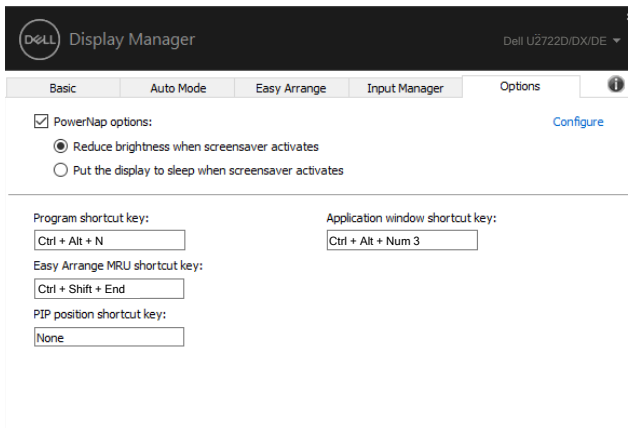 DELL Display Manager
Dell U2722D/DX/DE
Basic Auto Mode Easy Arrange Input Manager Options
PowerNap options: Configure
Reduce brightness when screensaver activates
Put the display to sleep when screensaver activates
Program shortcut key: Application window shortcut key:
Ctrl + Alt + N Ctrl + Alt + Num 3
Easy Arrange MRU shortcut key:
Ctrl + Shift + End
PIP position shortcut key:
None